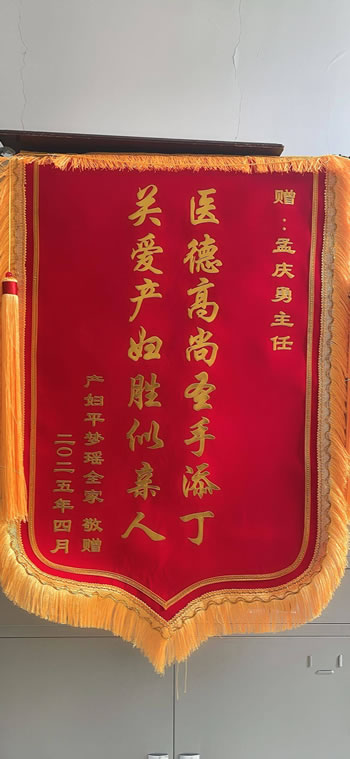 赠：孟庆勇主任
医德高尚圣手添丁
关爱产妇胜似亲人
产妇平梦瑶全家 敬赠
二〇二五年四月